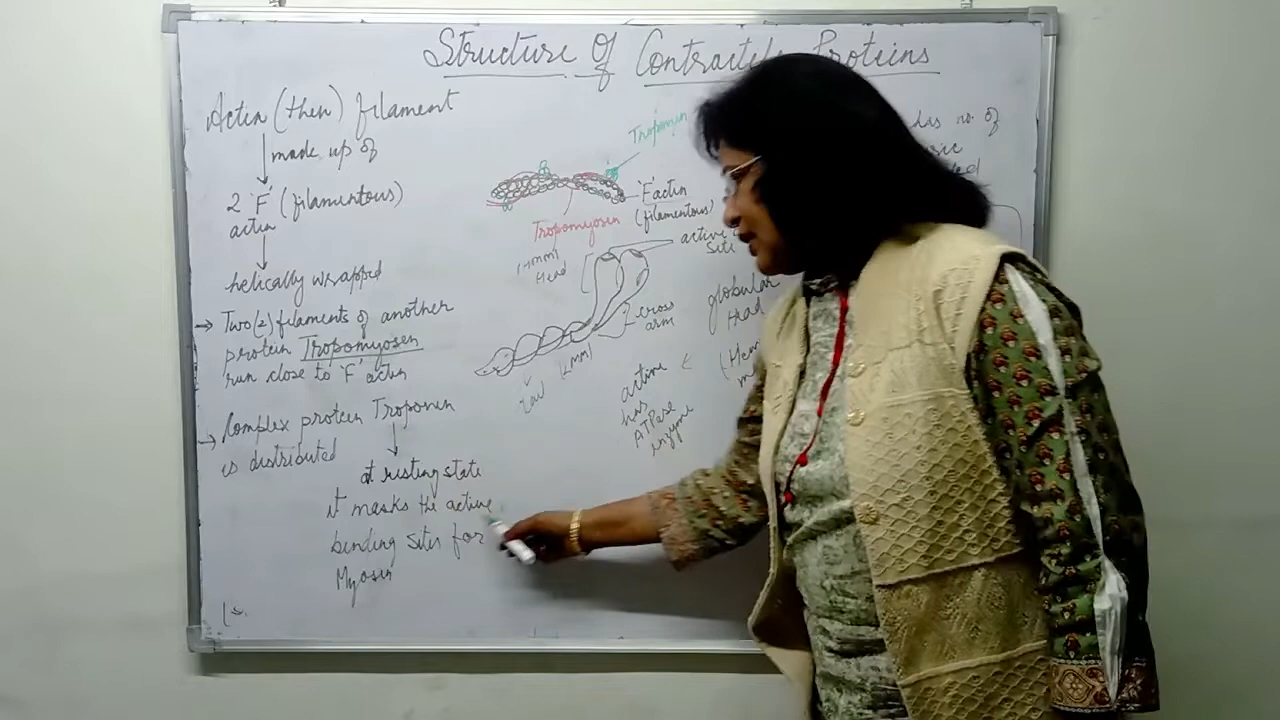 Structure Of Contractile Proteins
Actin (thin) filament
made up of
2 'F' (filamentous)
actin
helically wrapped
→ Two(2) filaments of another
protein Tropomyosin
run close to 'F' actin
→ Complex protein Troponin
is distributed
at resting state
it masks the active
binding sites for
Myosin
Troponin
'F' actin
(filamentous)
Tropomyosin
active
site
Head
cross
arm
tail
globular
Head
active
has
ATPase
enzyme
has no. of